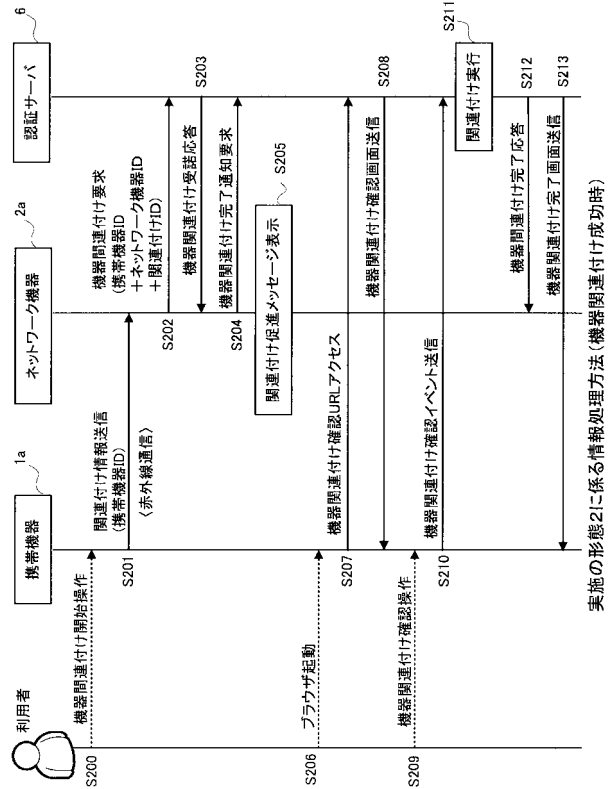 利用者
携帯機器
1a
ネットワーク機器
2a
認証サーバ
6
S200
機器間連付け開始操作
S201
関連付け情報送信
(携帯機器ID)
〈赤外線通信〉
S202
機器間連付け要求
(携帯機器ID
+ネットワーク機器ID
+関連付けID)
S203
機器関連付け受諾応答
S204
機器関連付け完了通知要求
S205
関連付け促進メッセージ表示
S206
ブラウザ起動
S207
機器関連付け確認URLアクセス
S208
機器関連付け確認画面送信
S209
機器関連付け確認操作
S210
機器関連付け確認イベント送信
S211
関連付け実行
S212
機器間連付け完了応答
S213
機器関連付け完了画面送信
実施の形態2に係る情報処理方法(機器関連付け成功時)